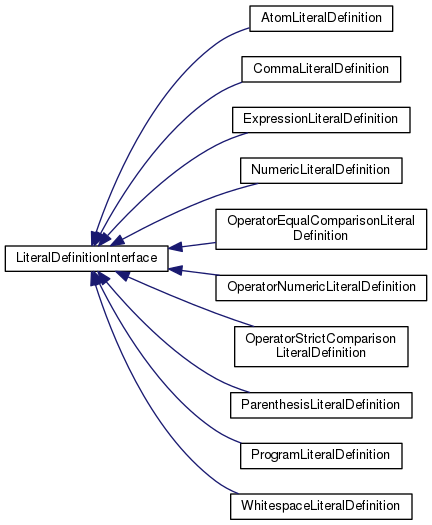 AtomLiteralDefinition
CommaLiteralDefinition
ExpressionLiteralDefinition
NumericLiteralDefinition
OperatorEqualComparisonLiteral
Definition
LiteralDefinitionInterface
OperatorNumericLiteralDefinition
OperatorStrictComparison
LiteralDefinition
ParenthesisLiteralDefinition
ProgramLiteralDefinition
WhitespaceLiteralDefinition